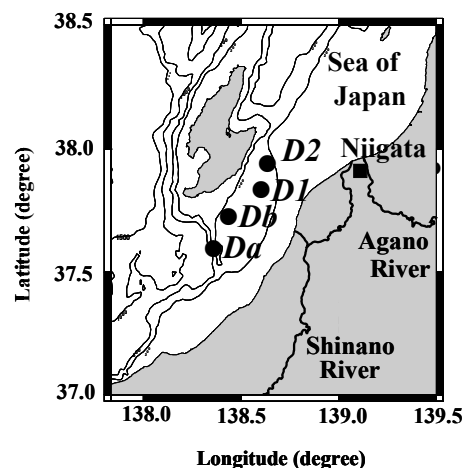 38.5
Sea of
Japan
38.0
D2
Niigata
D1
Db
Da
1500
Agano
River
37.5
Shinano
River
37.0
138.0
138.5
139.0
139.5
Latitude (degree)
Longitude (degree)